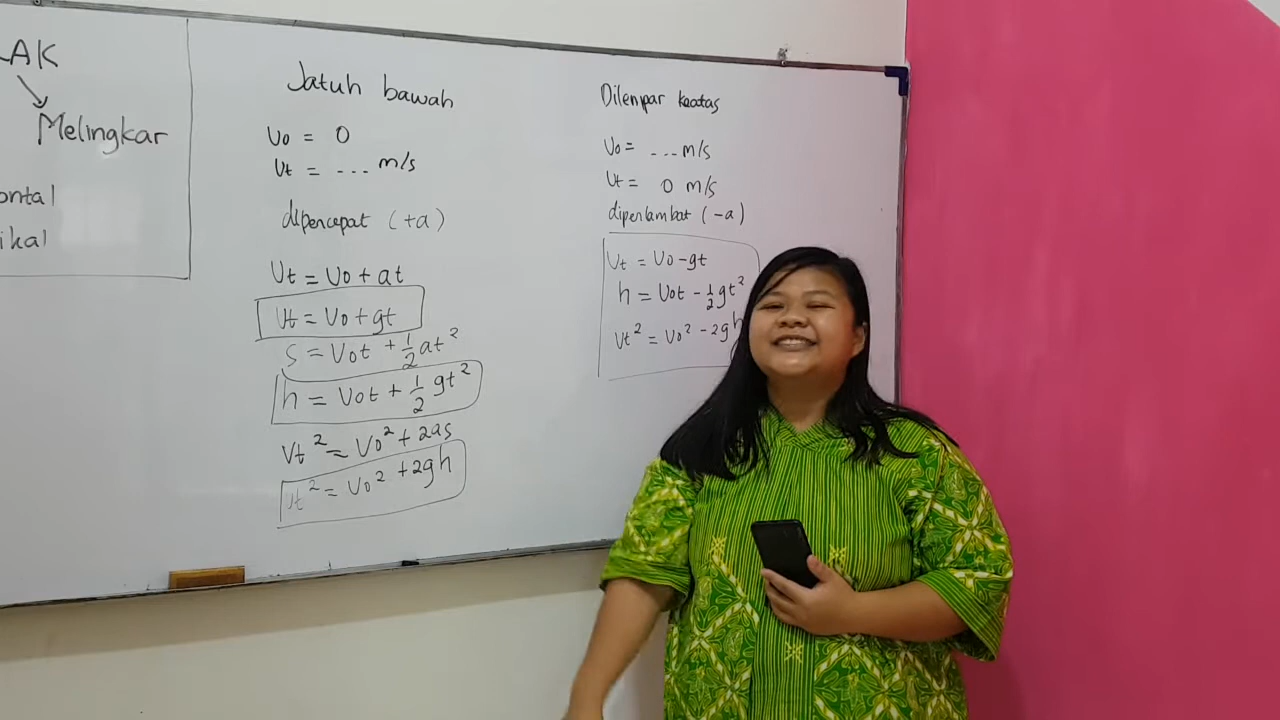 AK
Melingkar
ontal
ikal
Jatuh bawah
Vo = 0
Vt = ... m/s
dipencepat (+a)
Vt = Vo + at
Vt = Vo + gt
s = Vot + 1/2 at²
h = Vot + 1/2 gt²
Vt² = Vo² + 2as
Vt² = Vo² + 2gh
Dilempar keatas
Vo = ... m/s
Vt = 0 m/s
diperlambat (-a)
Vt = Vo - gt
h = Vot - 1/2 gt²
Vt² = Vo² - 2gh